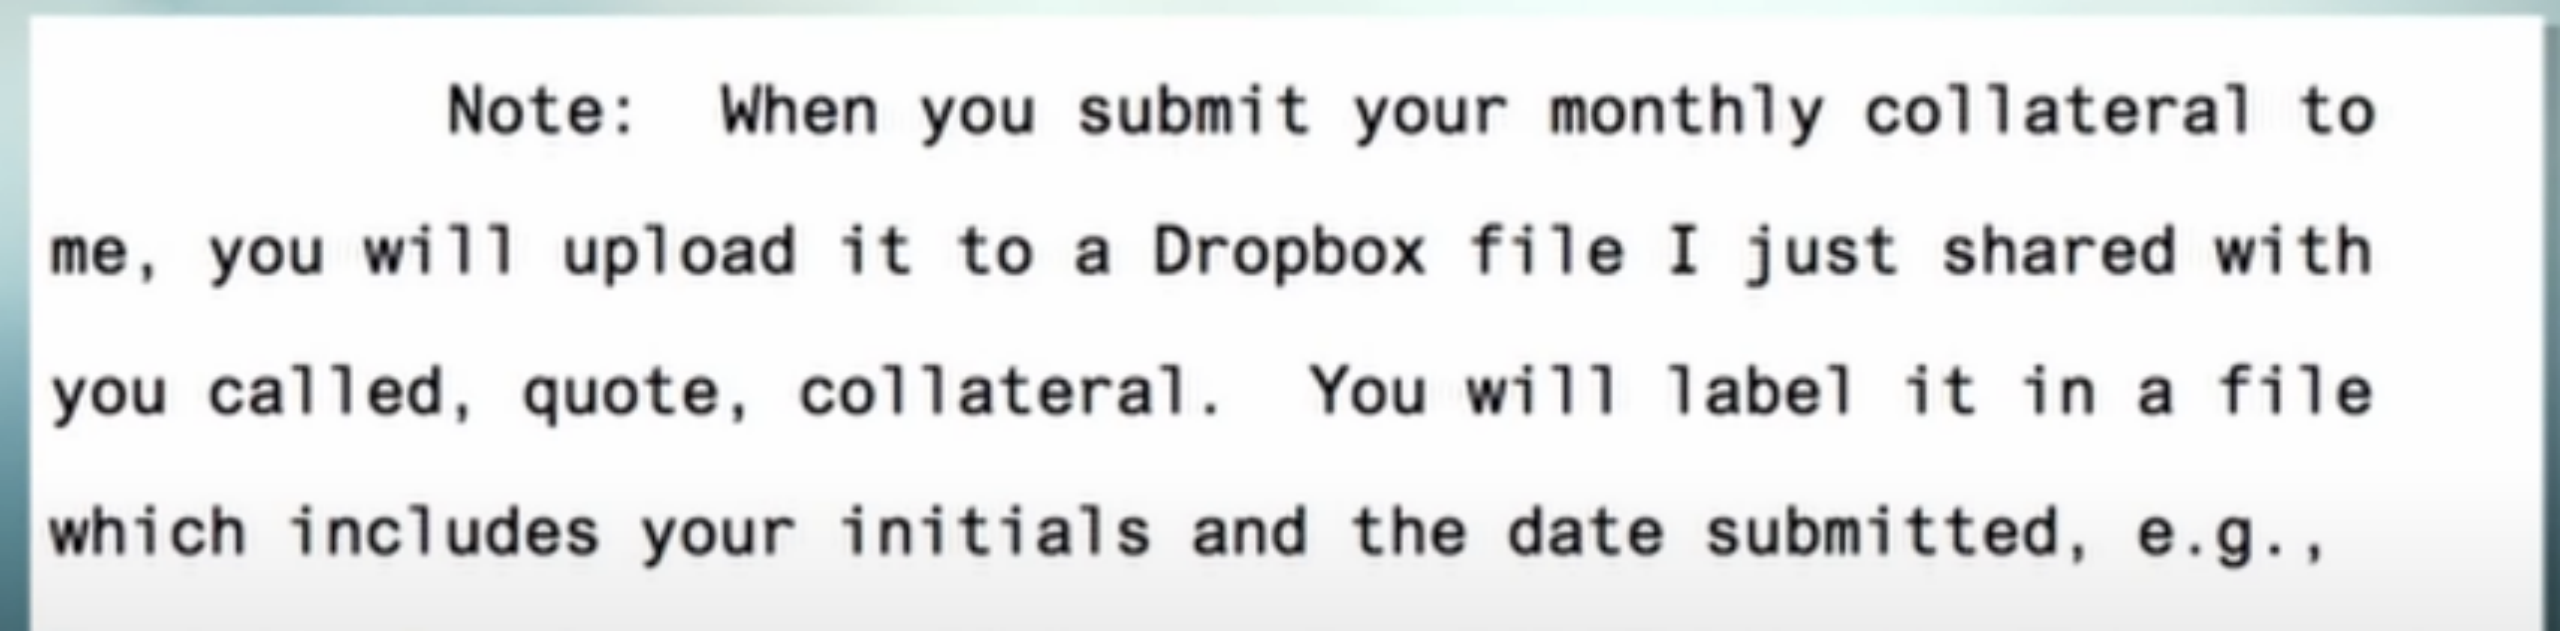 Note: When you submit your monthly collateral to
me, you will upload it to a Dropbox file I just shared with
you called, quote, collateral. You will label it in a file
which includes your initials and the date submitted, e.g.,